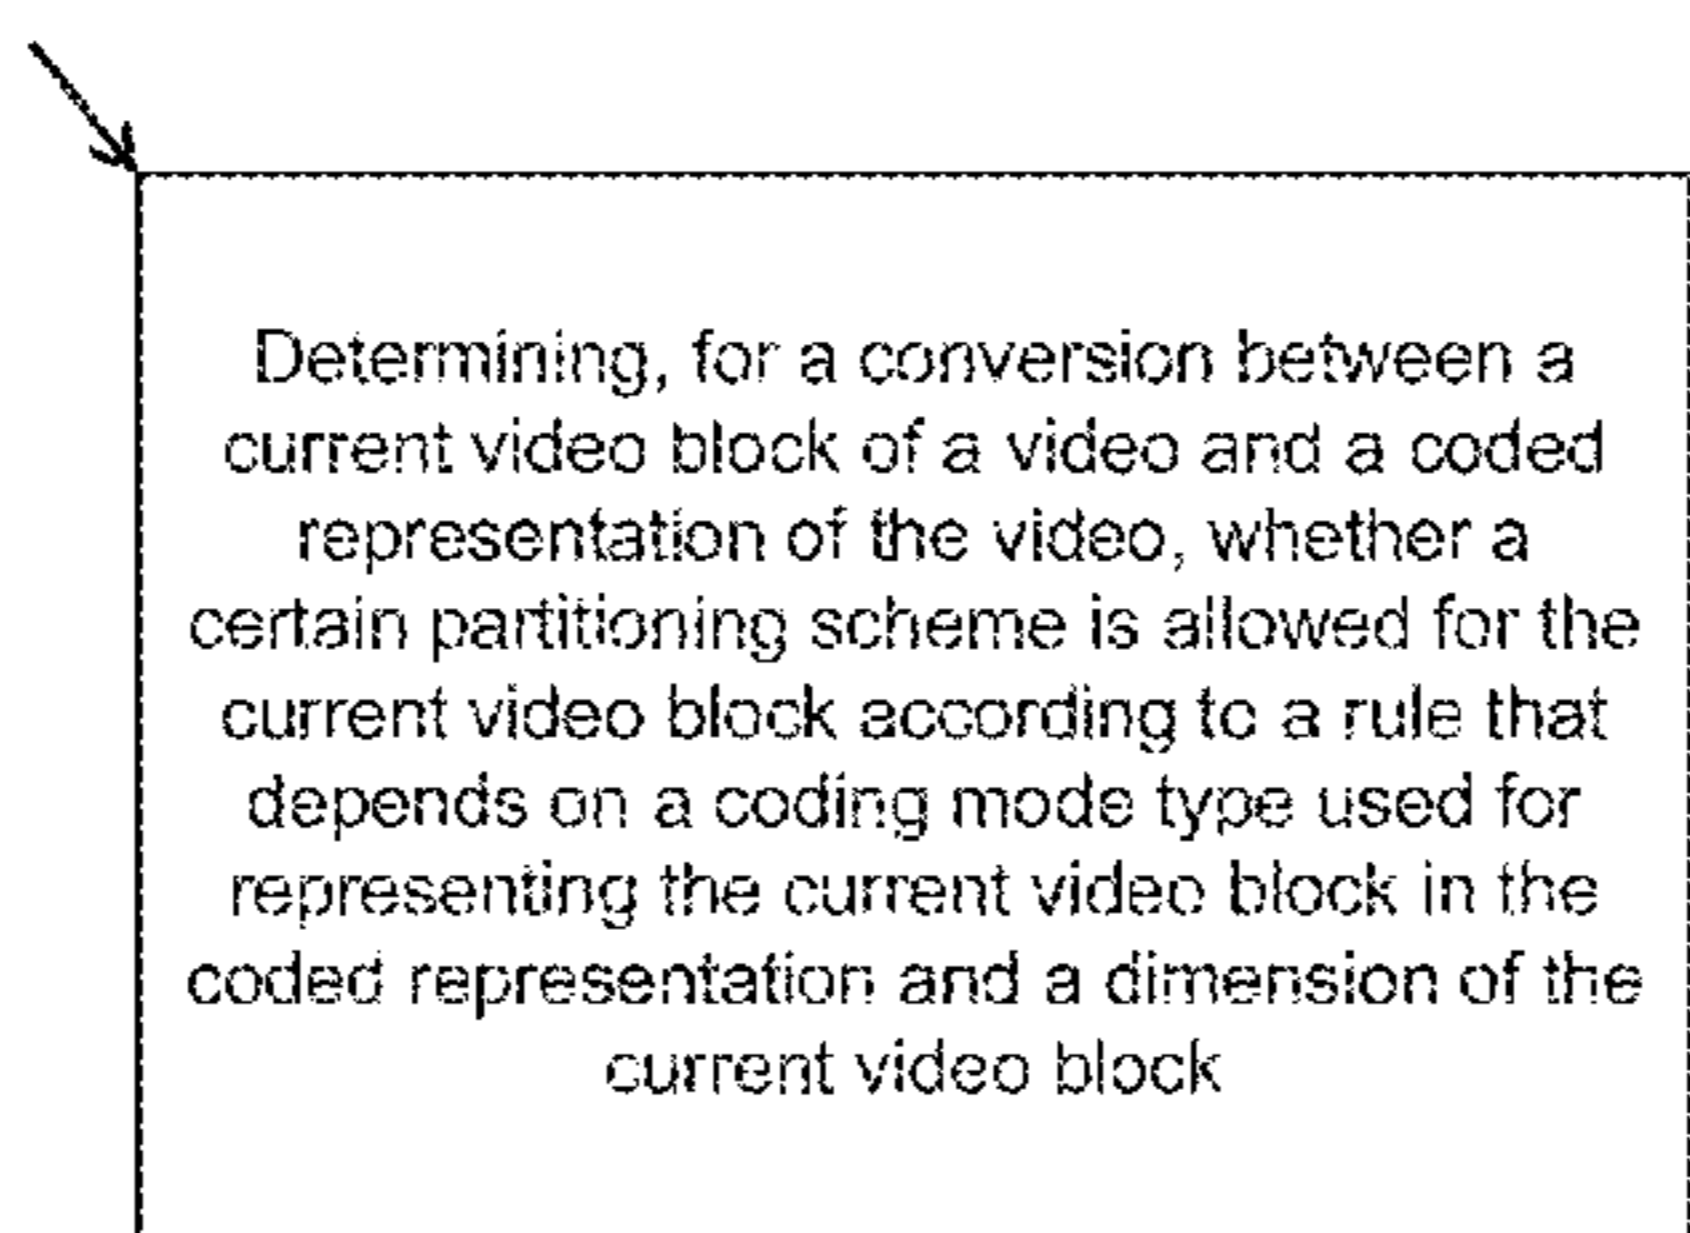 Determining, for a conversion between a
current video block of a video and a coded
representation of the video, whether a
certain partitioning scheme is allowed for the
current video block according to a rule that
depends on a coding mode type used for
representing the current video block in the
coded representation and a dimension of the
current video block